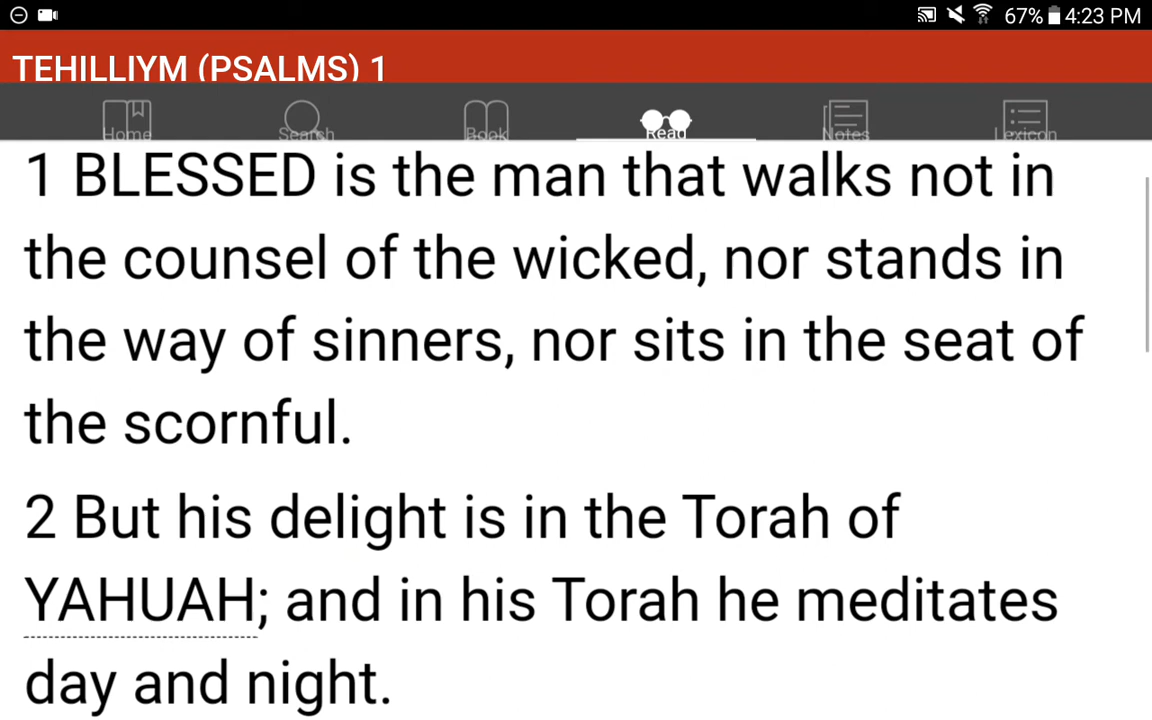 67% 4:23 PM
TEHILLIYM (PSALMS) 1
Home Search Book Read Notes Lexicon
1 BLESSED is the man that walks not in
the counsel of the wicked, nor stands in
the way of sinners, nor sits in the seat of
the scornful.
2 But his delight is in the Torah of
YAHUAH; and in his Torah he meditates
day and night.